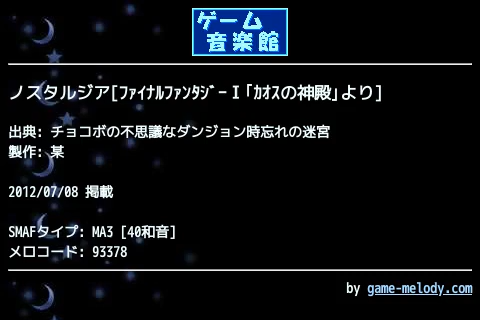 ゲーム
音楽館
ノスタルジア[ﾌｧｲﾅﾙﾌｧﾝﾀｼﾞｰⅠ｢ｶｵｽの神殿｣より]
出典: チョコボの不思議なダンジョン時忘れの迷宮
製作: 某
2012/07/08 掲載
SMAFタイプ: MA3 [40和音]
メロコード: 93378
by game-melody.com